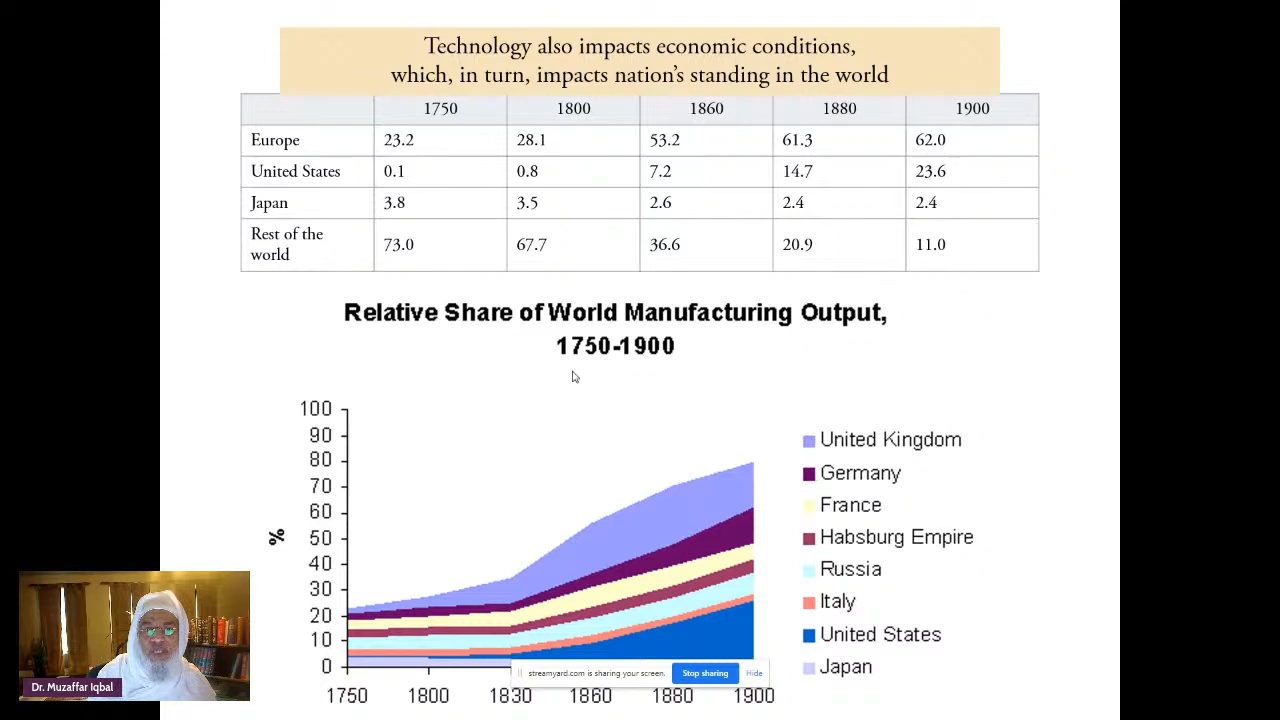 Technology also impacts economic conditions,
which, in turn, impacts nation's standing in the world
1750 1800 1860 1880 1900
Europe 23.2 28.1 53.2 61.3 62.0
United States 0.1 0.8 7.2 14.7 23.6
Japan 3.8 3.5 2.6 2.4 2.4
Rest of the
world 73.0 67.7 36.6 20.9 11.0
Relative Share of World Manufacturing Output,
1750-1900
%
100
90
80
70
60
50
40
30
20
10
0
1750 1800 1830 1860 1880 1900
United Kingdom
Germany
France
Habsburg Empire
Russia
Italy
United States
Japan
streamyard.com is sharing your screen. Stop sharing Hide
Dr. Muzaffar Iqbal